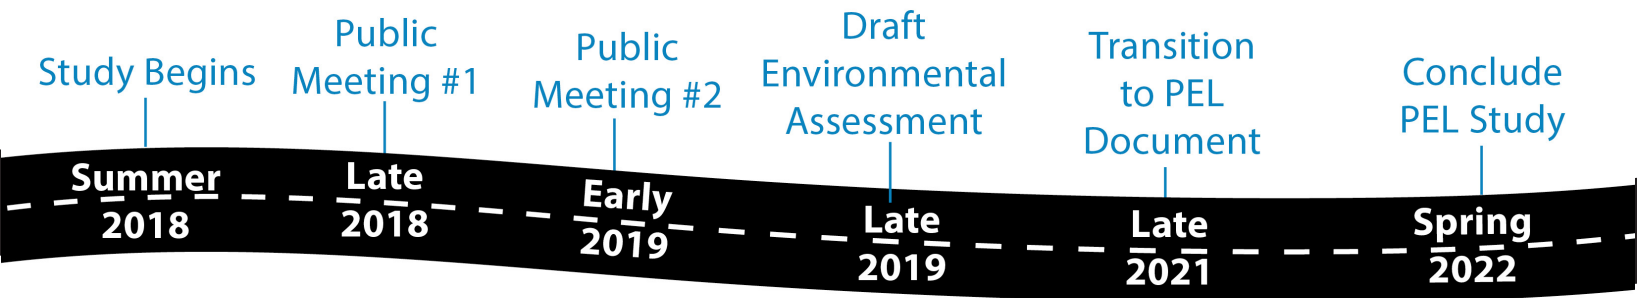 Study Begins
Summer
2018
Public
Meeting #1
Late
2018
Public
Meeting #2
Early
2019
Draft
Environmental
Assessment
Late
2019
Transition
to PEL
Document
Late
2021
Conclude
PEL Study
Spring
2022